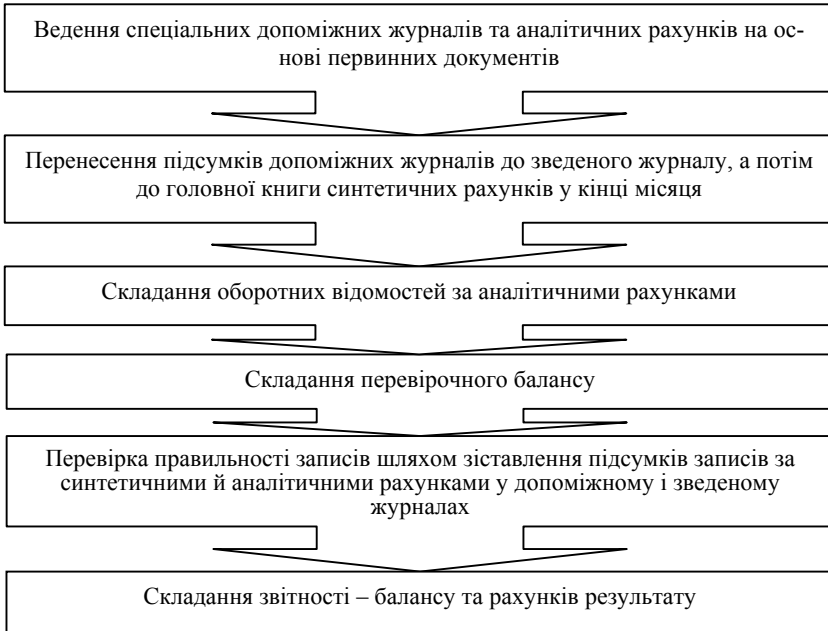 Ведення спеціальних допоміжних журналів та аналітичних рахунків на ос-
нові первинних документів
Перенесення підсумків допоміжних журналів до зведеного журналу, а потім
до головної книги синтетичних рахунків у кінці місяця
Складання оборотних відомостей за аналітичними рахунками
Складання перевірочного балансу
Перевірка правильності записів шляхом зіставлення підсумків записів за
синтетичними й аналітичними рахунками у допоміжному і зведеному
журналах
Складання звітності – балансу та рахунків результату